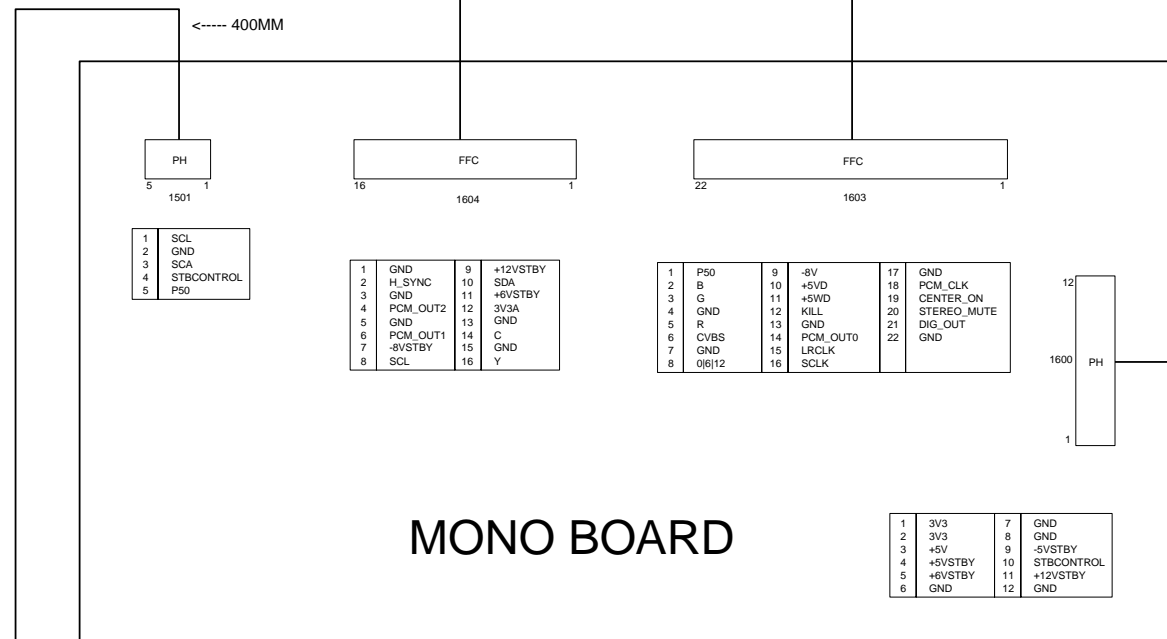 <----- 400MM
PH
5 1
1501
FFC
16 1
1604
FFC
22 1
1603
1 SCL
2 GND
3 SCA
4 STBCONTROL
5 P50
1 GND 9 +12VSTBY
2 H_SYNC 10 SDA
3 GND 11 +6VSTBY
4 PCM_OUT2 12 3V3A
5 GND 13 GND
6 PCM_OUT1 14 C
7 -8VSTBY 15 GND
8 SCL 16 Y
1 P50 9 -8V 17 GND
2 B 10 +5VD 18 PCM_CLK
3 G 11 +5WD 19 CENTER_ON
4 GND 12 KILL 20 STEREO_MUTE
5 R 13 GND 21 DIG_OUT
6 CVBS 14 PCM_OUT0 22 GND
7 GND 15 LRCLK
8 0|6|12 16 SCLK
12
1600 PH
1
MONO BOARD
1 3V3 7 GND
2 3V3 8 GND
3 +5V 9 -5VSTBY
4 +5VSTBY 10 STBCONTROL
5 +6VSTBY 11 +12VSTBY
6 GND 12 GND